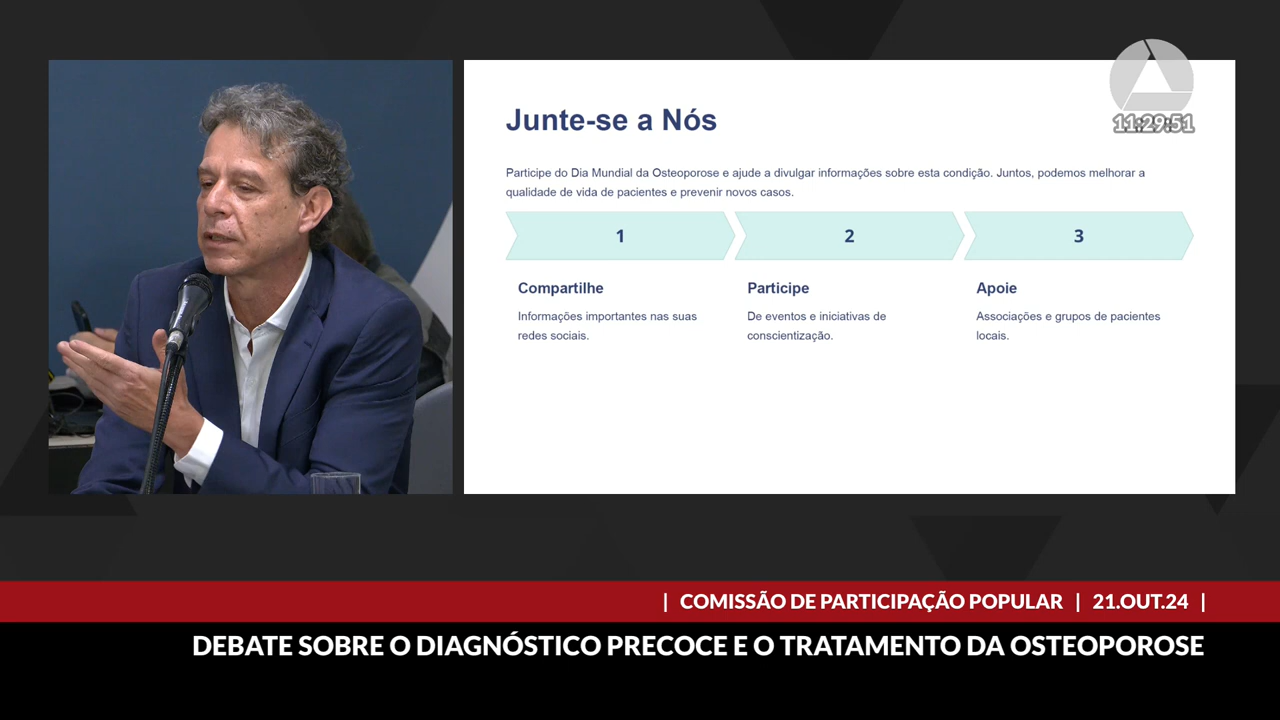 11:29:51
Junte-se a Nós
Participe do Dia Mundial da Osteoporose e ajude a divulgar informações sobre esta condição. Juntos, podemos melhorar a
qualidade de vida de pacientes e prevenir novos casos.
1
2
3
Compartilhe
Informações importantes nas suas
redes sociais.
Participe
De eventos e iniciativas de
conscientização.
Apoie
Associações e grupos de pacientes
locais.
| COMISSÃO DE PARTICIPAÇÃO POPULAR | 21.OUT.24 |
DEBATE SOBRE O DIAGNÓSTICO PRECOCE E O TRATAMENTO DA OSTEOPOROSE